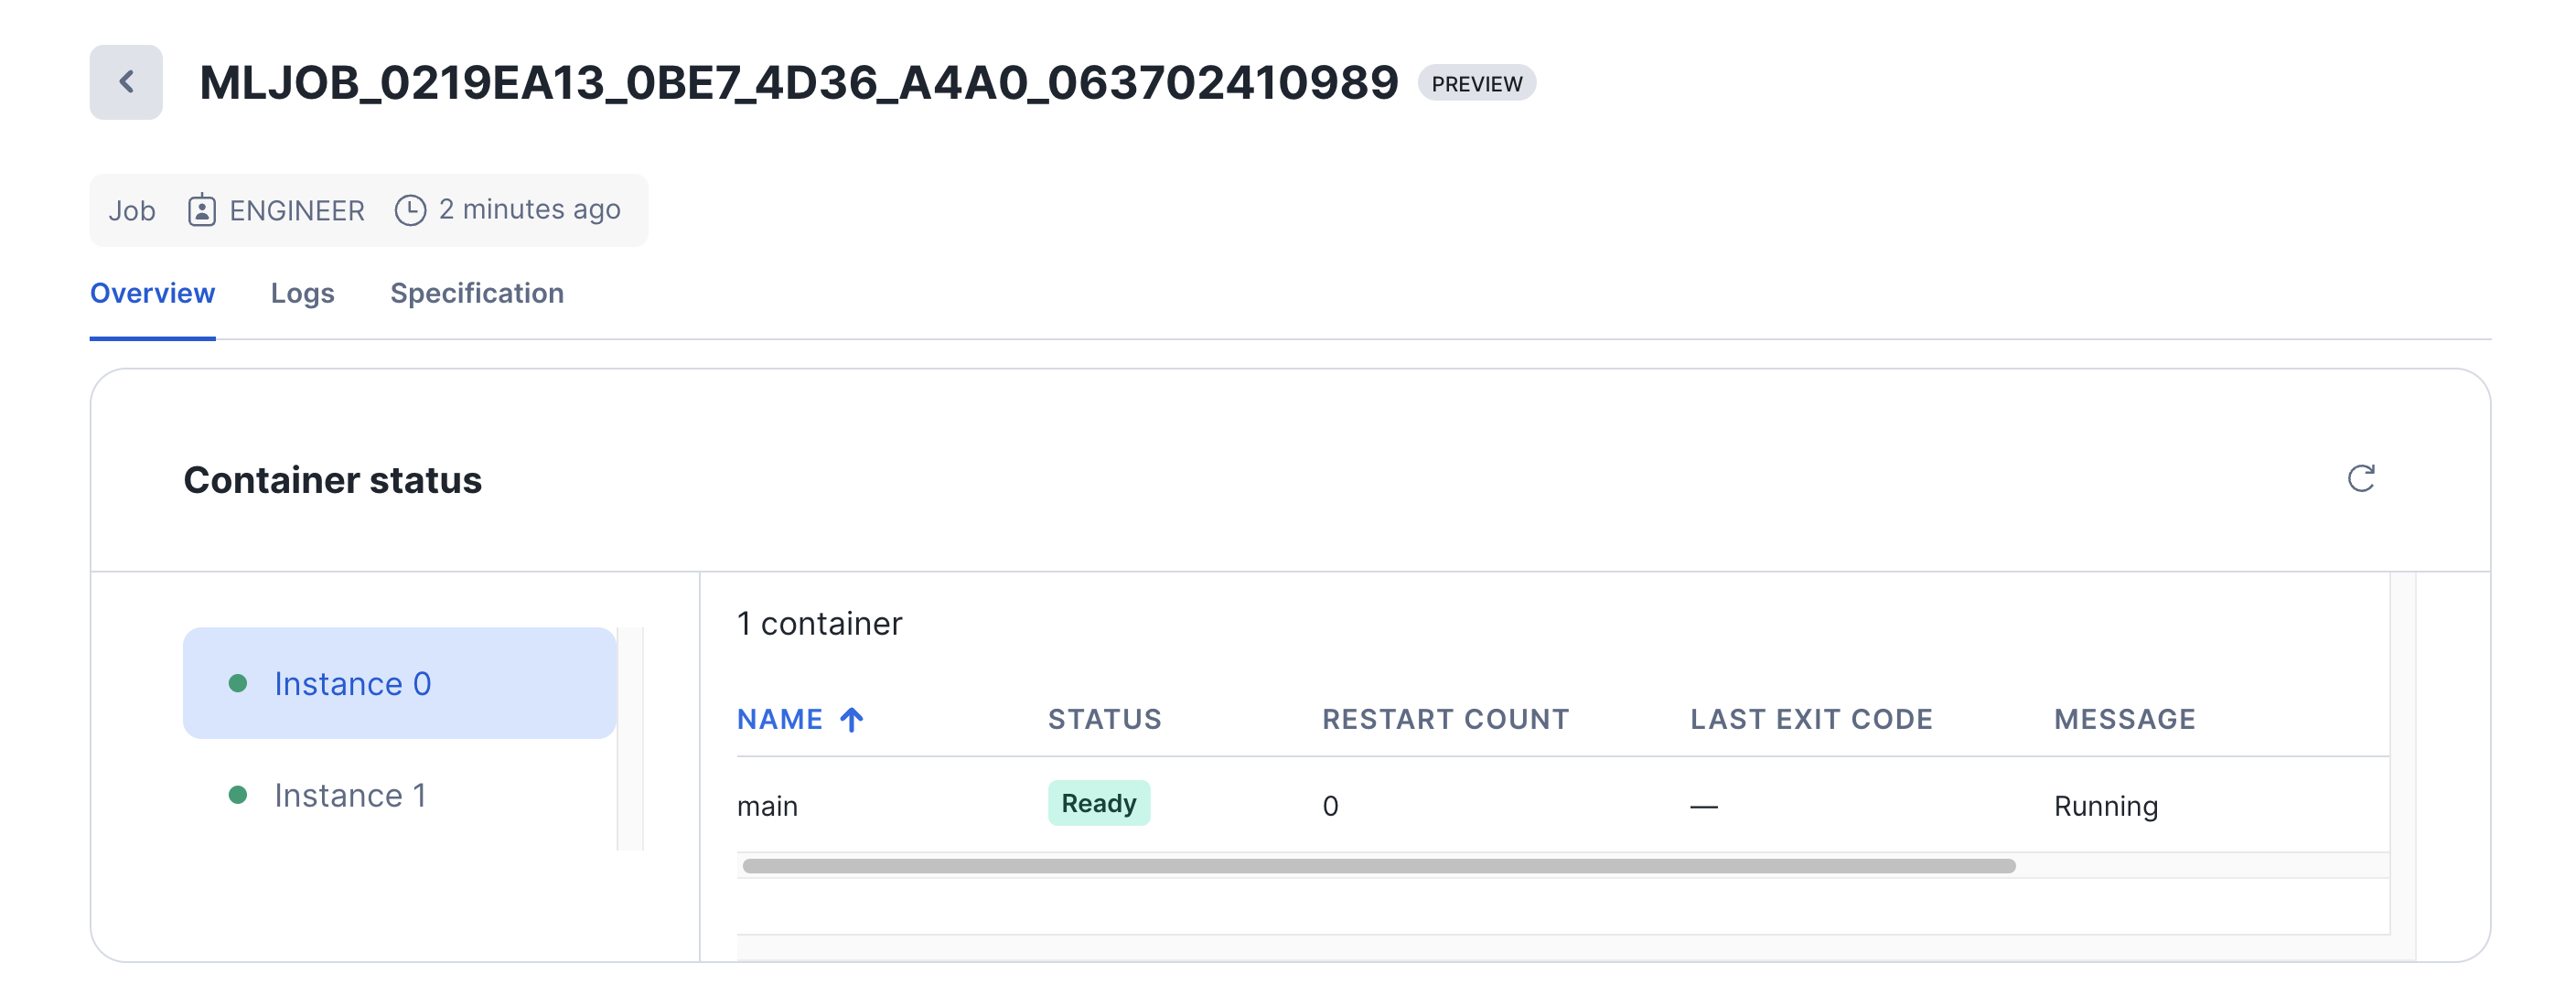 MLJOB_0219EA13_0BE7_4D36_A4A0_063702410989 PREVIEW
Job ENGINEER 2 minutes ago
Overview Logs Specification
Container status
Instance 0
Instance 1
1 container
NAME STATUS RESTART COUNT LAST EXIT CODE MESSAGE
main Ready 0 — Running